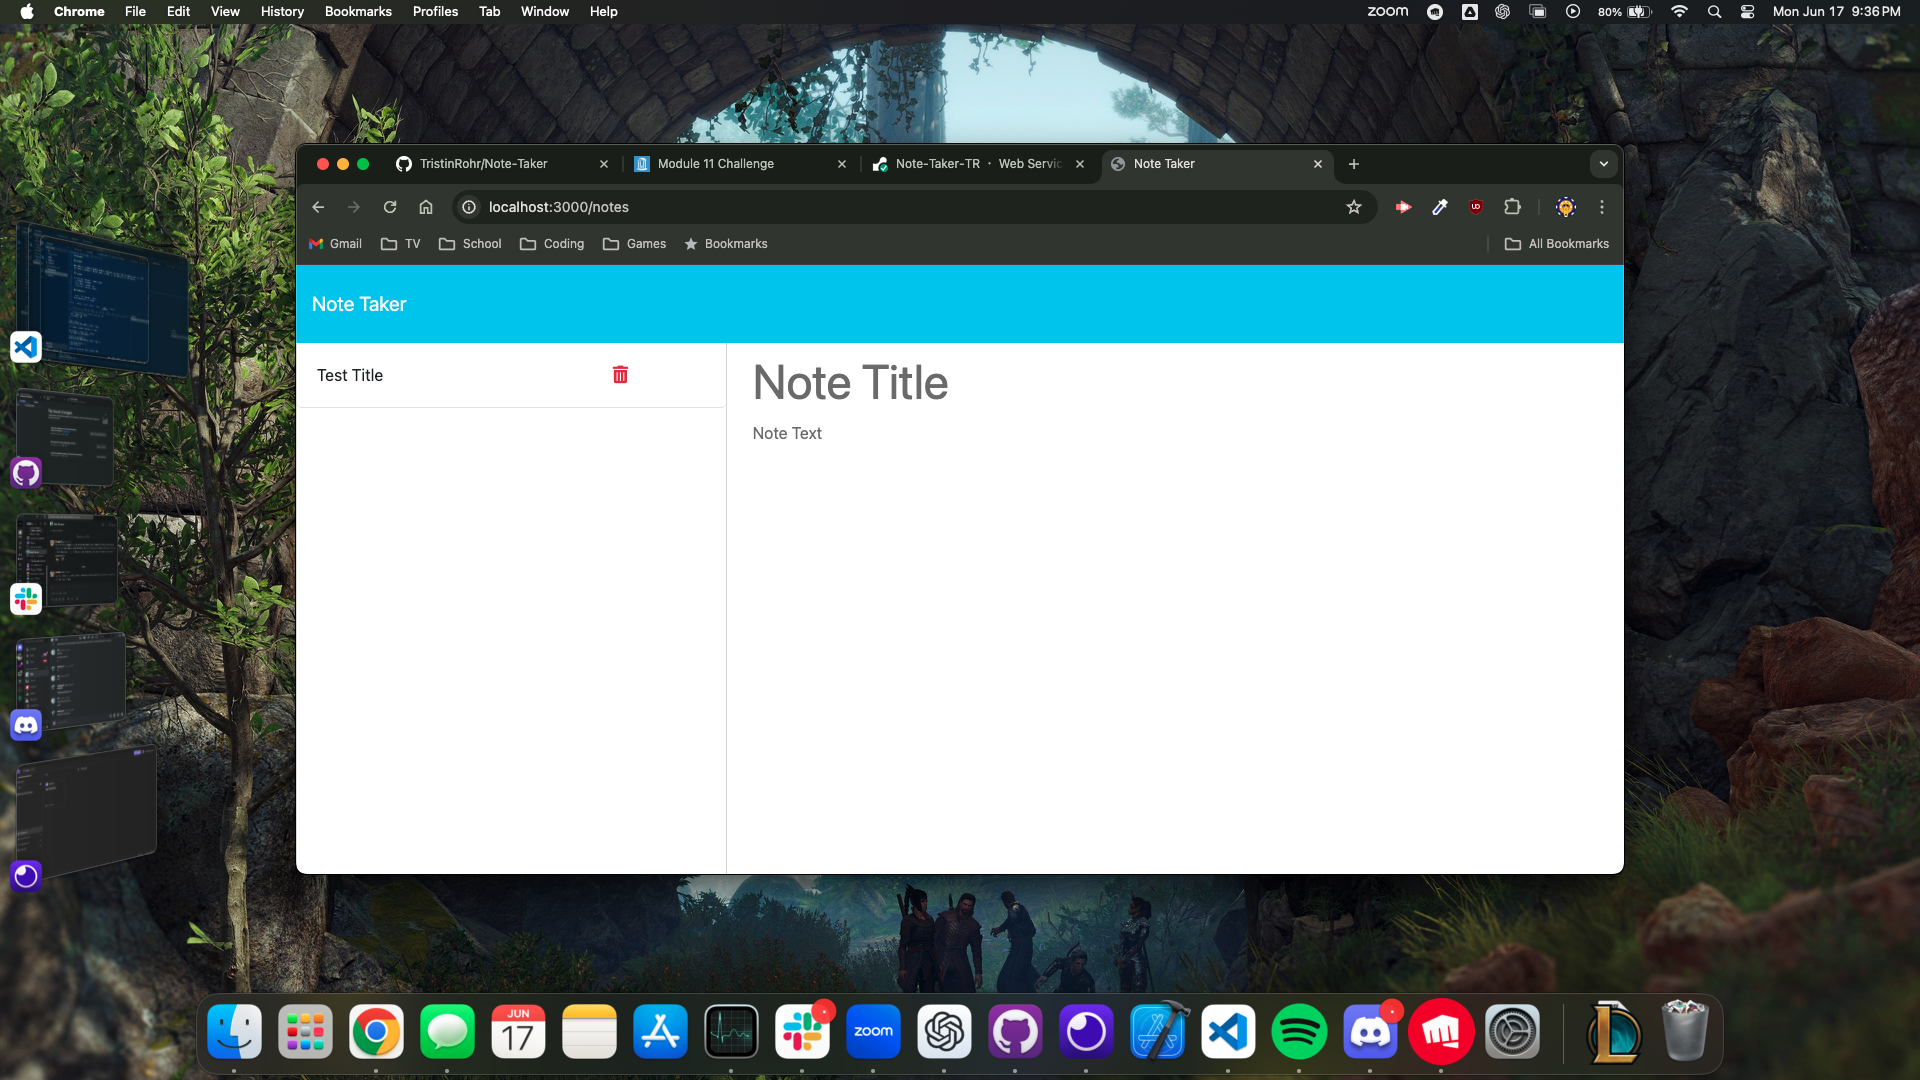 Chrome File Edit View History Bookmarks Profiles Tab Window Help
zoom 80% Mon Jun 17 9:36 PM
TristinRohr/Note-Taker
Module 11 Challenge
Note-Taker-TR · Web Servic
Note Taker
localhost:3000/notes
Gmail TV School Coding Games Bookmarks All Bookmarks
Note Taker
Test Title
Note Title
Note Text
JUN
17
zoom